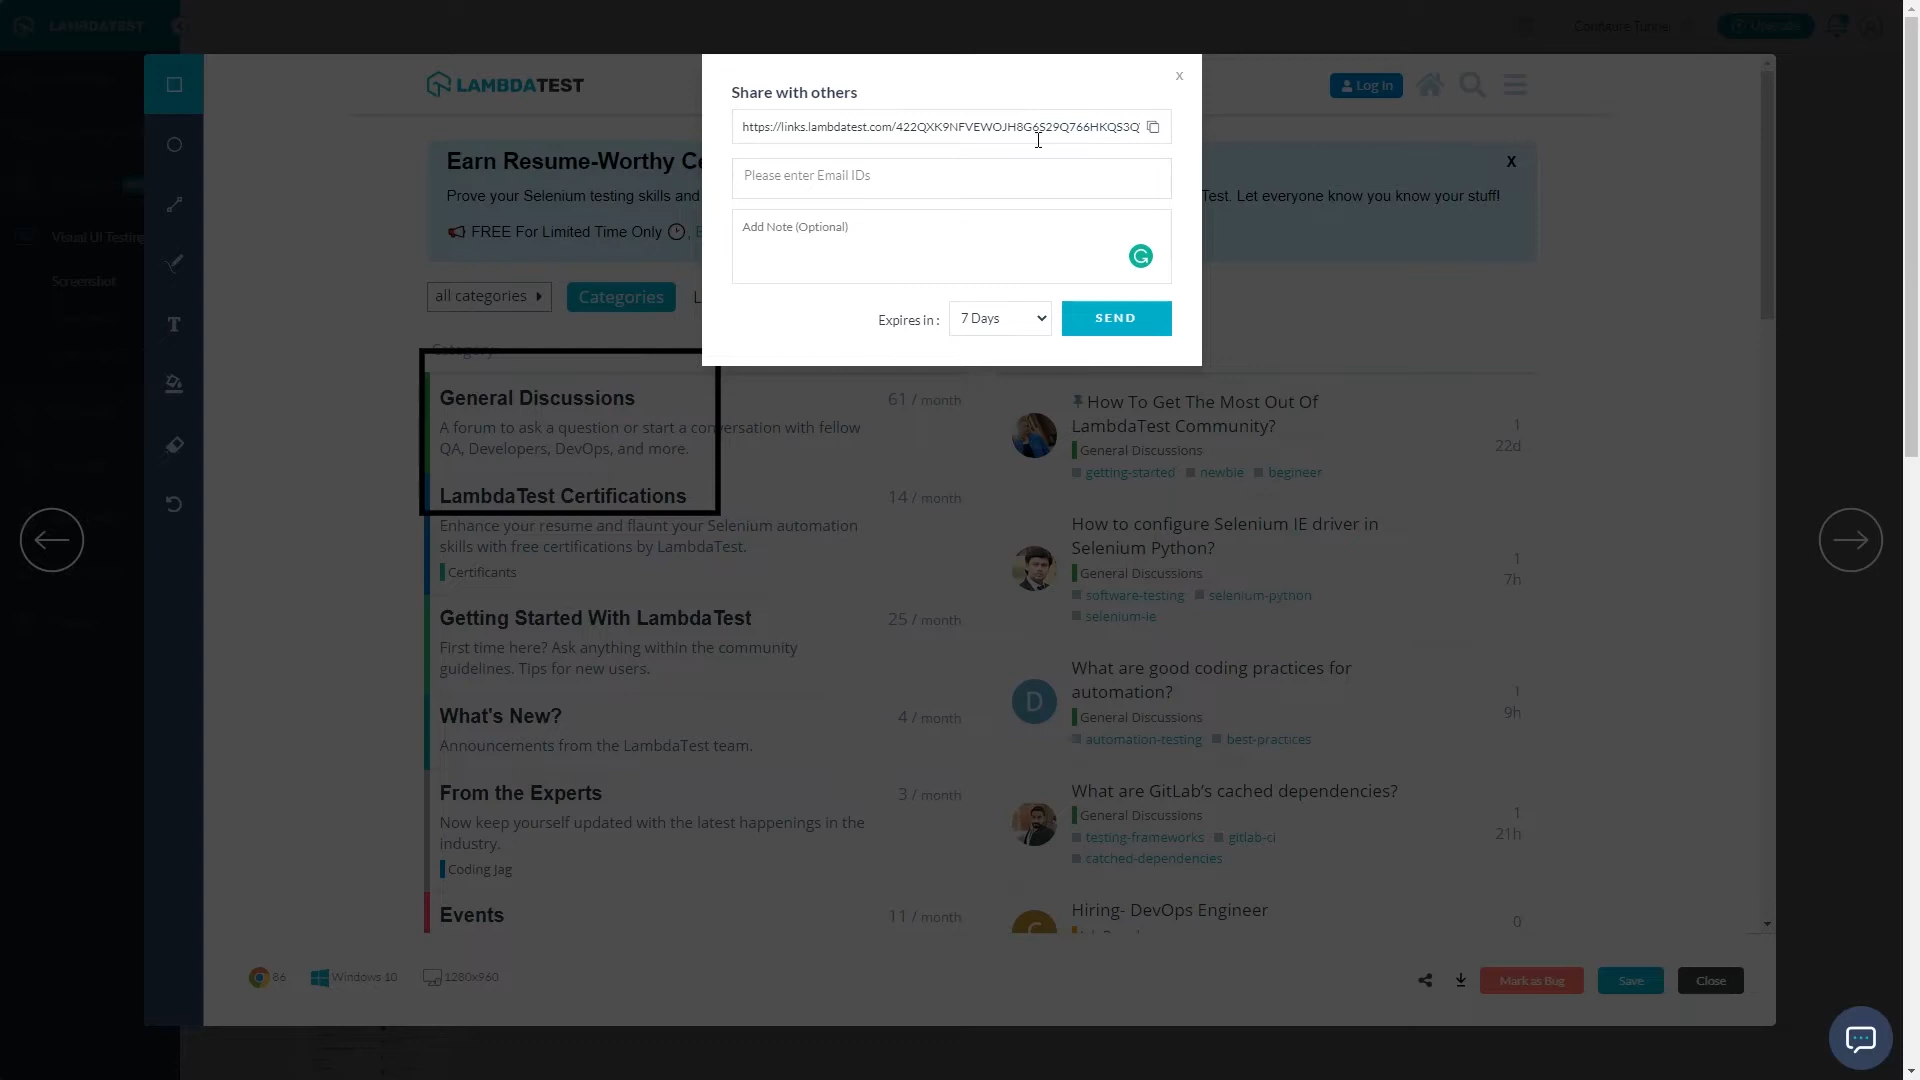 LAMBDATEST
Configure Tunnel
Upgrade
LAMBDATEST
Log In
Share with others
x
https://links.lambdatest.com/422QXK9NFVEWOJH8G6S29Q766HKQS3Q
Please enter Email IDs
Add Note (Optional)
Expires in :
7 Days
SEND
Earn Resume-Worthy
X
Prove your Selenium testing skills and
Test. Let everyone know you know your stuff!
FREE For Limited Time Only
Visual UI Testing
Screenshot
all categories
Categories
Category
General Discussions
61 / month
A forum to ask a question or start a conversation with fellow
QA, Developers, DevOps, and more.
LambdaTest Certifications
14 / month
Enhance your resume and flaunt your Selenium automation
skills with free certifications by LambdaTest.
Certificants
Getting Started With LambdaTest
25 / month
First time here? Ask anything within the community
guidelines. Tips for new users.
What's New?
4 / month
Announcements from the LambdaTest team.
From the Experts
3 / month
Now keep yourself updated with the latest happenings in the
industry.
Coding Jag
Events
11 / month
How To Get The Most Out Of
LambdaTest Community?
General Discussions
getting-started newbie begineer
1
22d
How to configure Selenium IE driver in
Selenium Python?
General Discussions
software-testing selenium-python
selenium-ie
1
7h
D
What are good coding practices for
automation?
General Discussions
automation-testing best-practices
1
9h
What are GitLab's cached dependencies?
General Discussions
testing-frameworks gitlab-ci
catched-dependencies
1
21h
Hiring- DevOps Engineer
0
86
Windows 10
1280x960
Mark as Bug
Save
Close